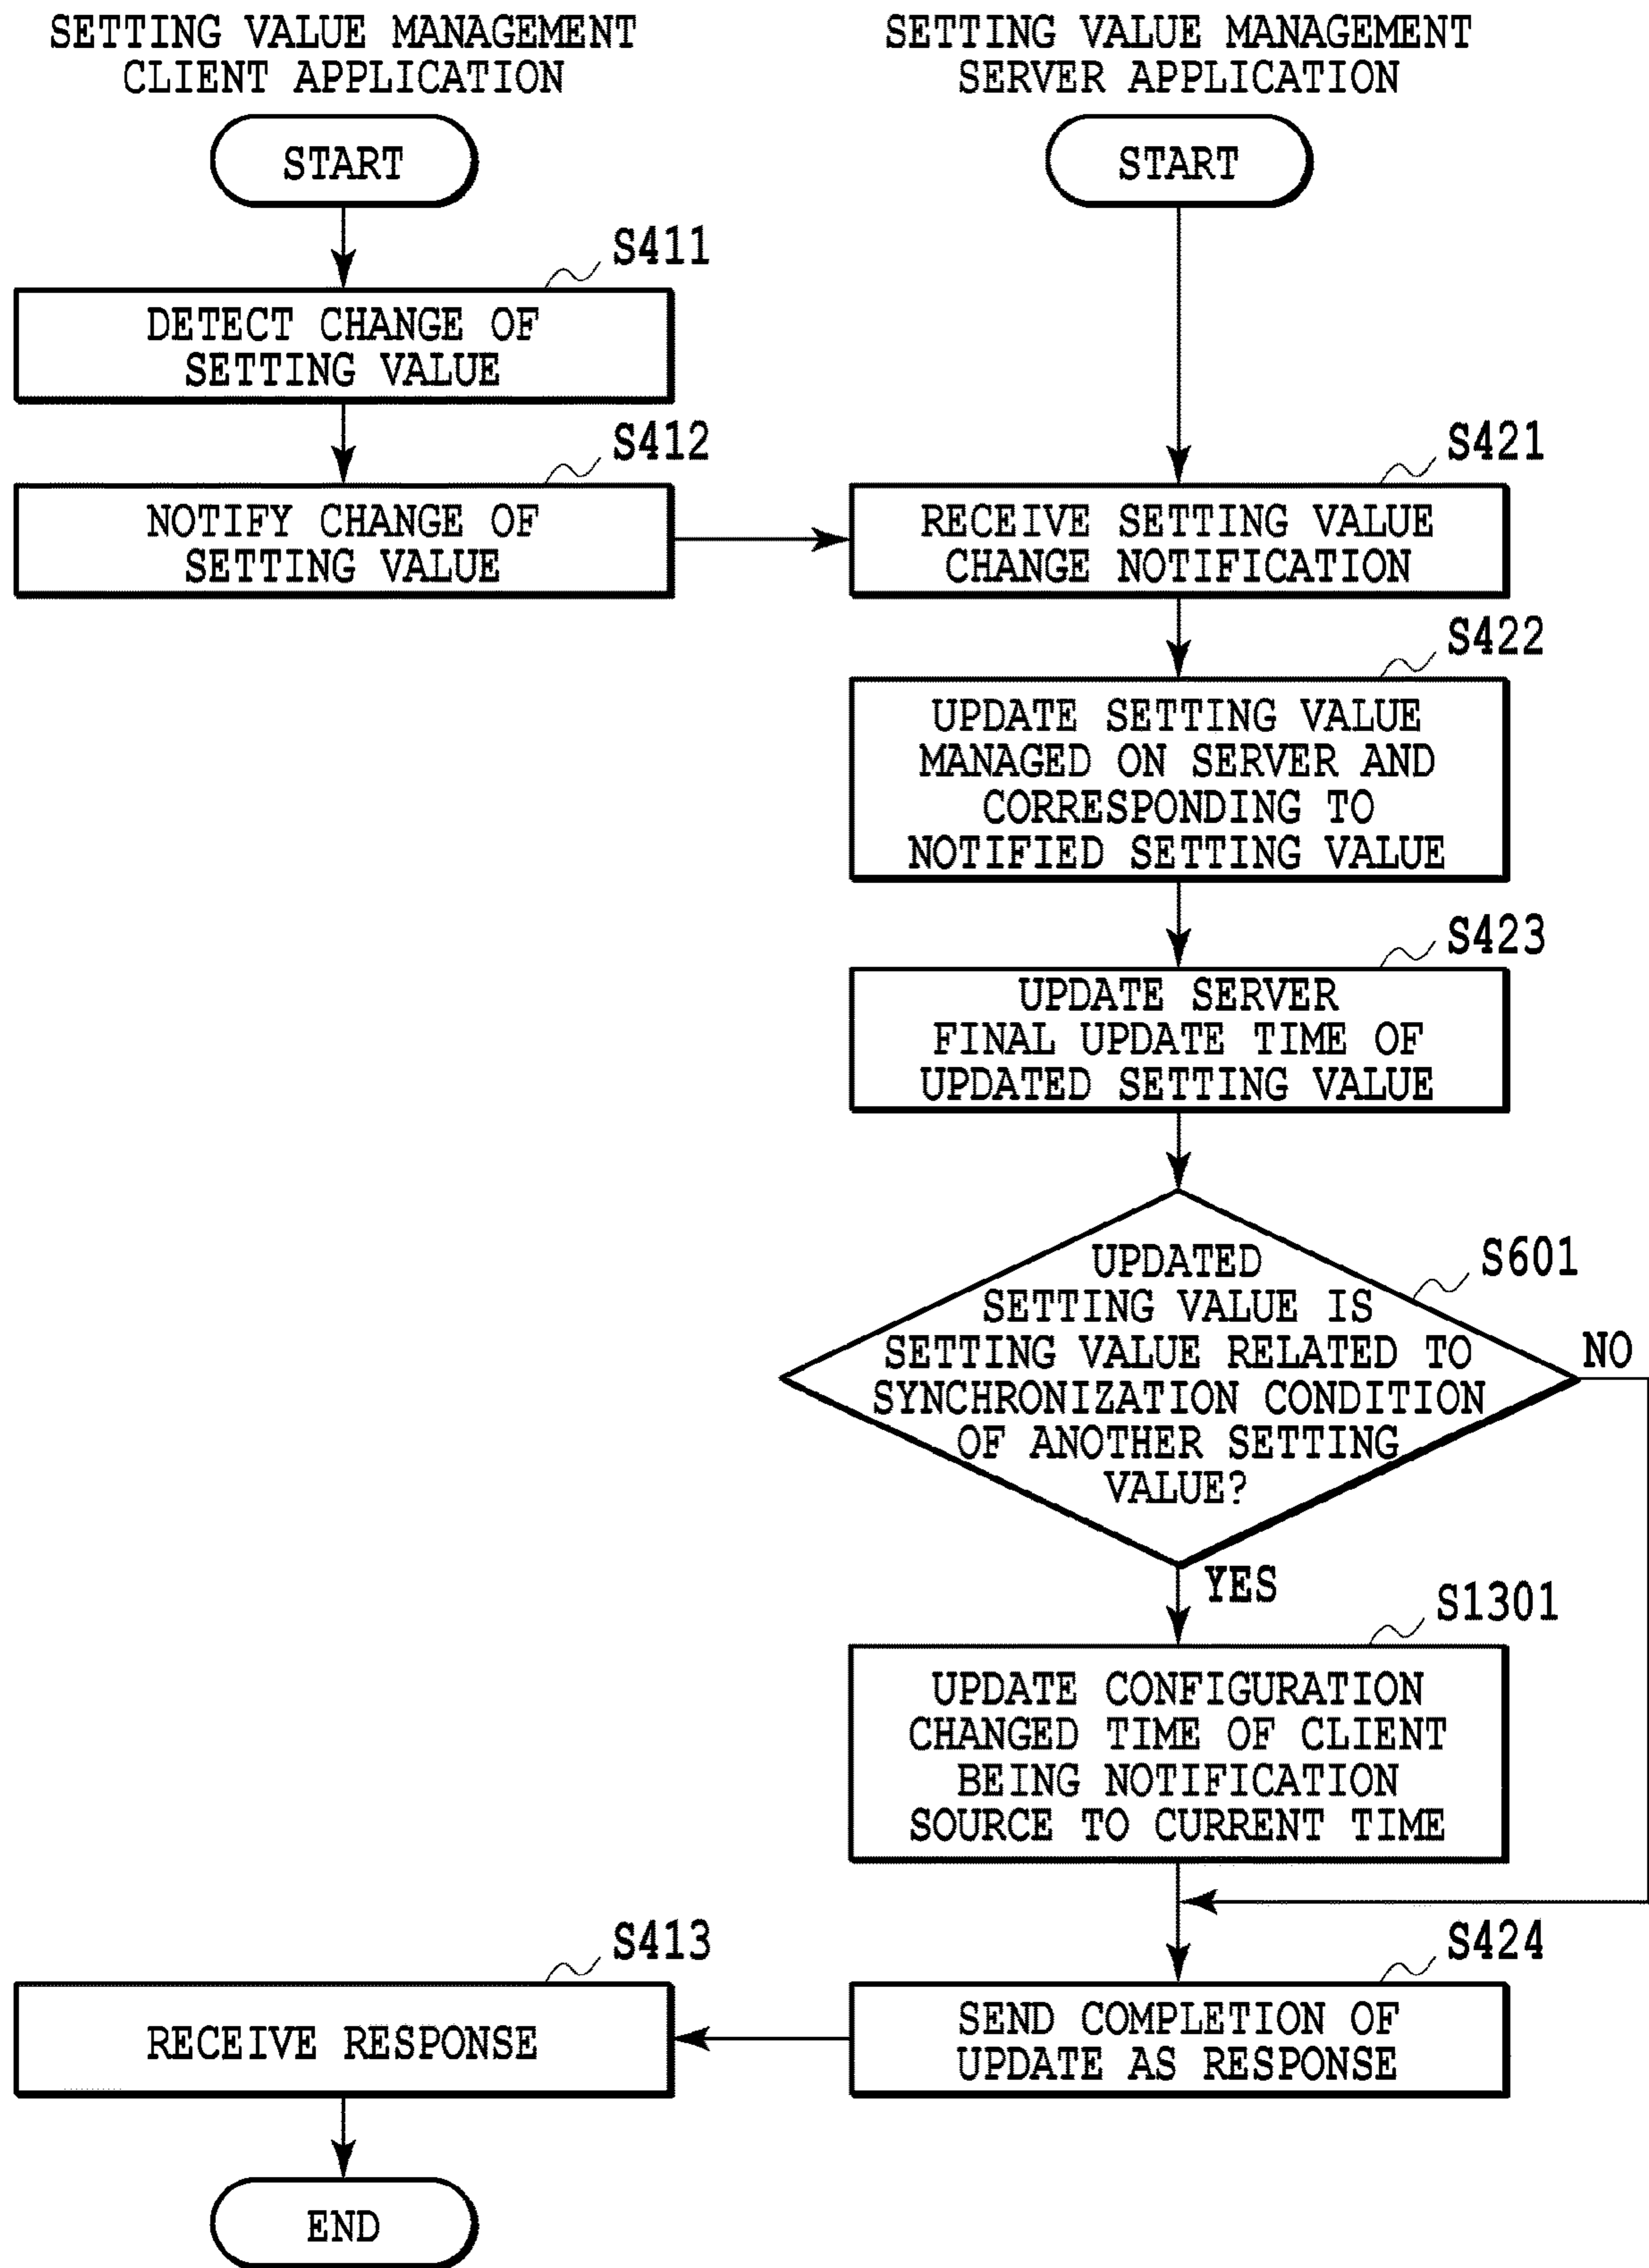 SETTING VALUE MANAGEMENT
CLIENT APPLICATION
SETTING VALUE MANAGEMENT
SERVER APPLICATION
START
START
S411
DETECT CHANGE OF
SETTING VALUE
S412
NOTIFY CHANGE OF
SETTING VALUE
S421
RECEIVE SETTING VALUE
CHANGE NOTIFICATION
S422
UPDATE SETTING VALUE
MANAGED ON SERVER AND
CORRESPONDING TO
NOTIFIED SETTING VALUE
S423
UPDATE SERVER
FINAL UPDATE TIME OF
UPDATED SETTING VALUE
S601
UPDATED
SETTING VALUE IS
SETTING VALUE RELATED TO
SYNCHRONIZATION CONDITION
OF ANOTHER SETTING
VALUE?
NO
YES
S1301
UPDATE CONFIGURATION
CHANGED TIME OF CLIENT
BEING NOTIFICATION
SOURCE TO CURRENT TIME
S424
SEND COMPLETION OF
UPDATE AS RESPONSE
S413
RECEIVE RESPONSE
END